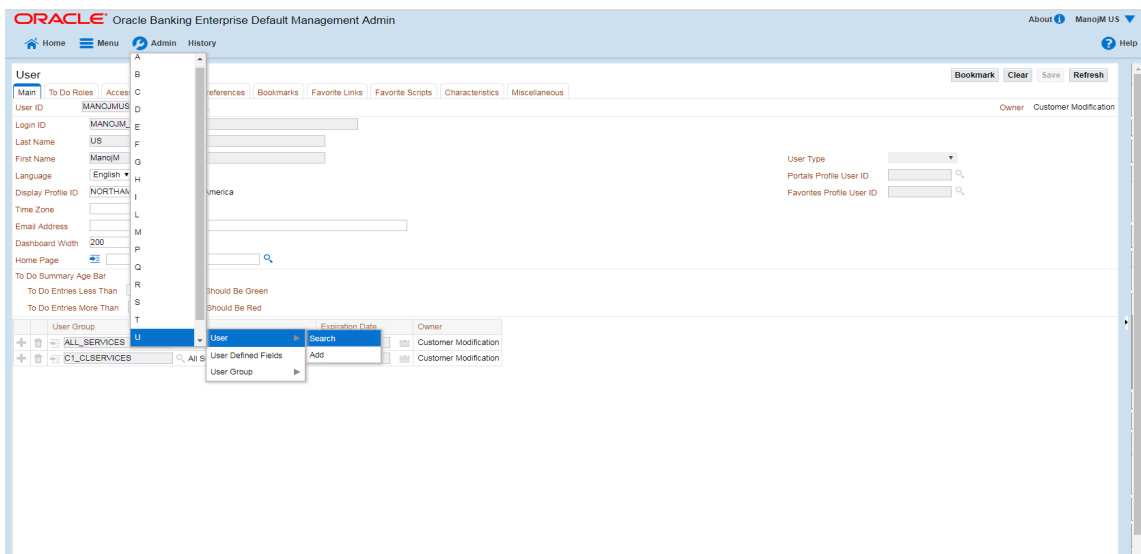 ORACLE® Oracle Banking Enterprise Default Management Admin
About ManojM US
Home Menu Admin History
Help
User
Bookmark Clear Save Refresh
Main To Do Roles Acces eferences Bookmarks Favorite Links Favorite Scripts Characteristics Miscellaneous
User ID MANOJMUS
Owner Customer Modification
Login ID MANOJM_
Last Name US
First Name ManojM
User Type
Language English
Portals Profile User ID
Display Profile ID NORTHAM merica
Favorites Profile User ID
Time Zone
Email Address
Dashboard Width 200
Home Page
To Do Summary Age Bar
To Do Entries Less Than Should Be Green
To Do Entries More Than Should Be Red
User Group Expiration Date Owner
ALL_SERVICES Customer Modification
C1_CLSERVICES All S Customer Modification
A
B
C
D
E
F
G
H
I
L
M
P
Q
R
S
T
U
User
User Defined Fields
User Group
Search
Add